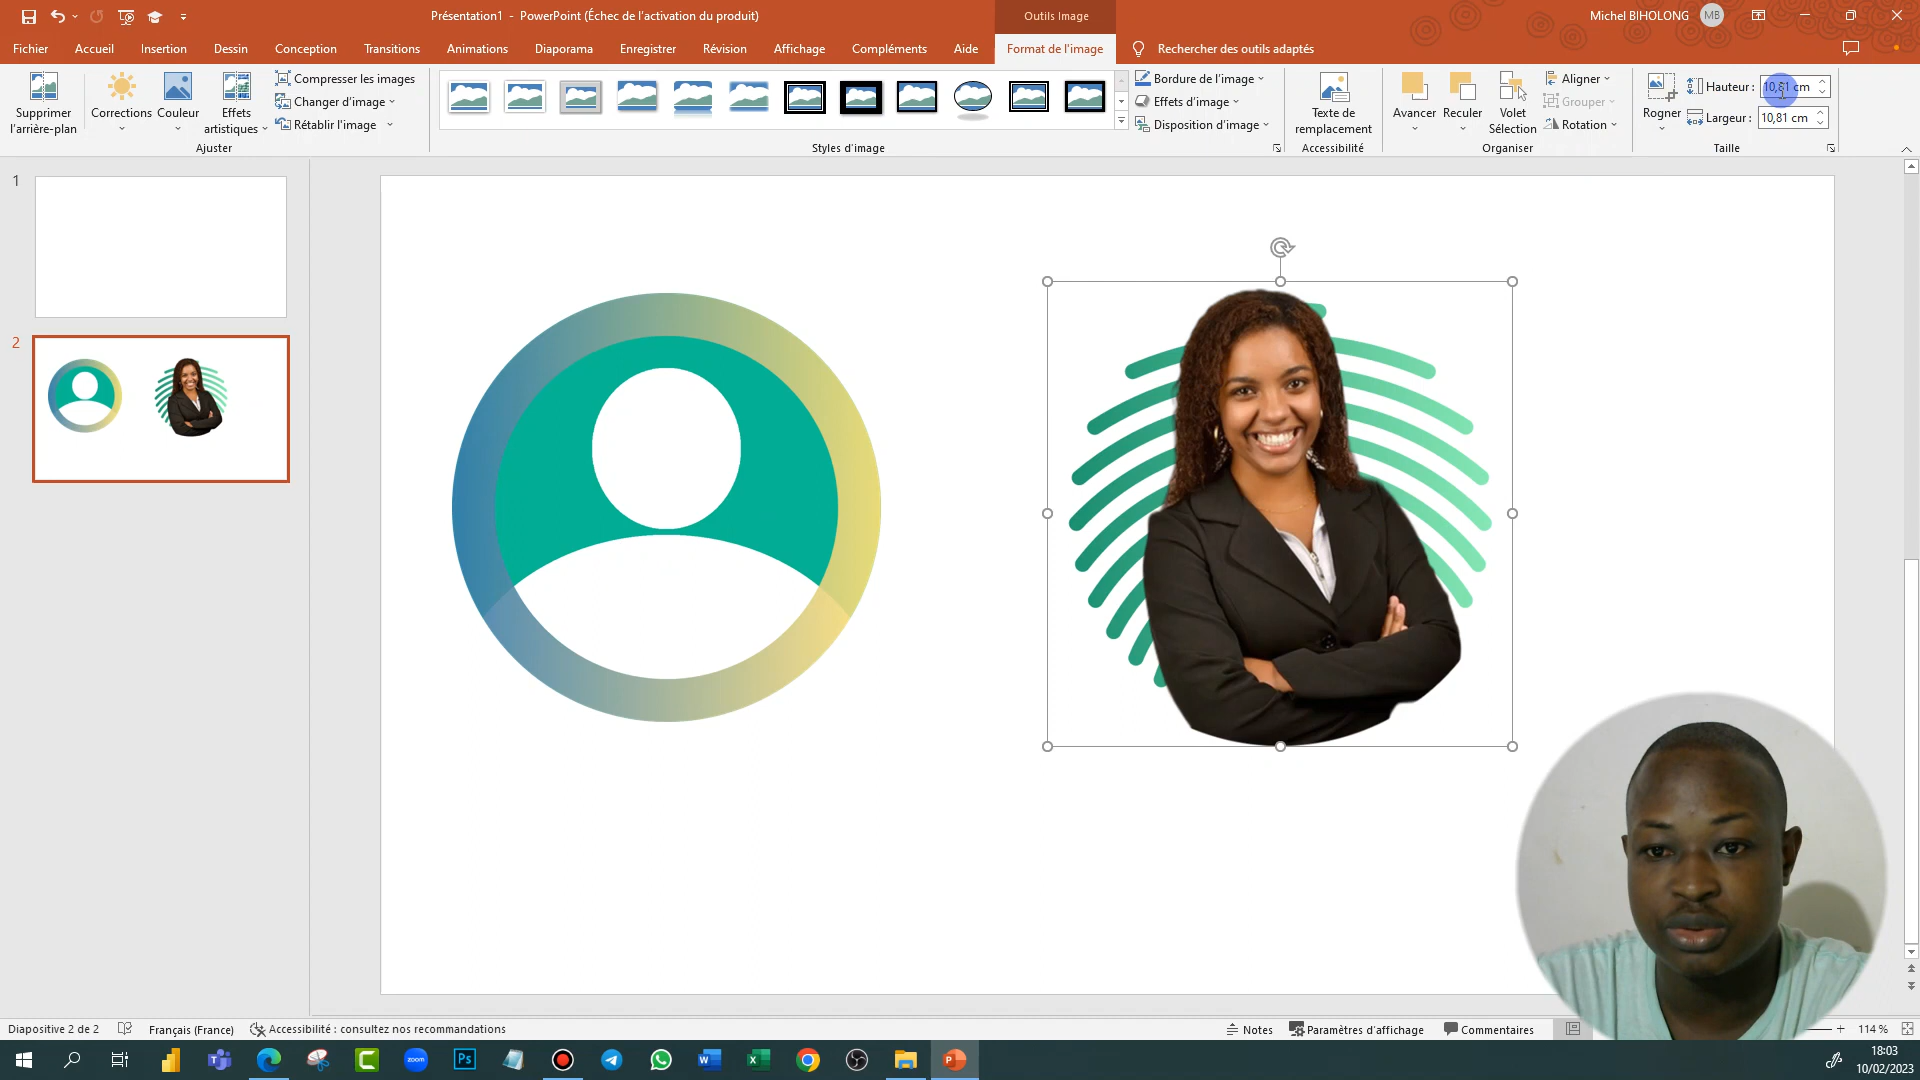 Présentation1 - PowerPoint (Échec de l'activation du produit)
Outils Image
Michel BIHOLONG
MB
Fichier
Accueil
Insertion
Dessin
Conception
Transitions
Animations
Diaporama
Enregistrer
Révision
Affichage
Compléments
Aide
Format de l'image
Rechercher des outils adaptés
Supprimer
l'arrière-plan
Corrections
Couleur
Effets
artistiques
Compresser les images
Changer d'image
Rétablir l'image
Ajuster
Styles d'image
Bordure de l'image
Effets d'image
Disposition d'image
Texte de
remplacement
Accessibilité
Avancer
Reculer
Volet
Sélection
Aligner
Grouper
Rotation
Organiser
Rogner
Hauteur :
10,81 cm
Largeur :
10,81 cm
Taille
1
2
Diapositive 2 de 2
Français (France)
Accessibilité : consultez nos recommandations
Notes
Paramètres d'affichage
Commentaires
114 %
zoom
Ps
18:03
10/02/2023